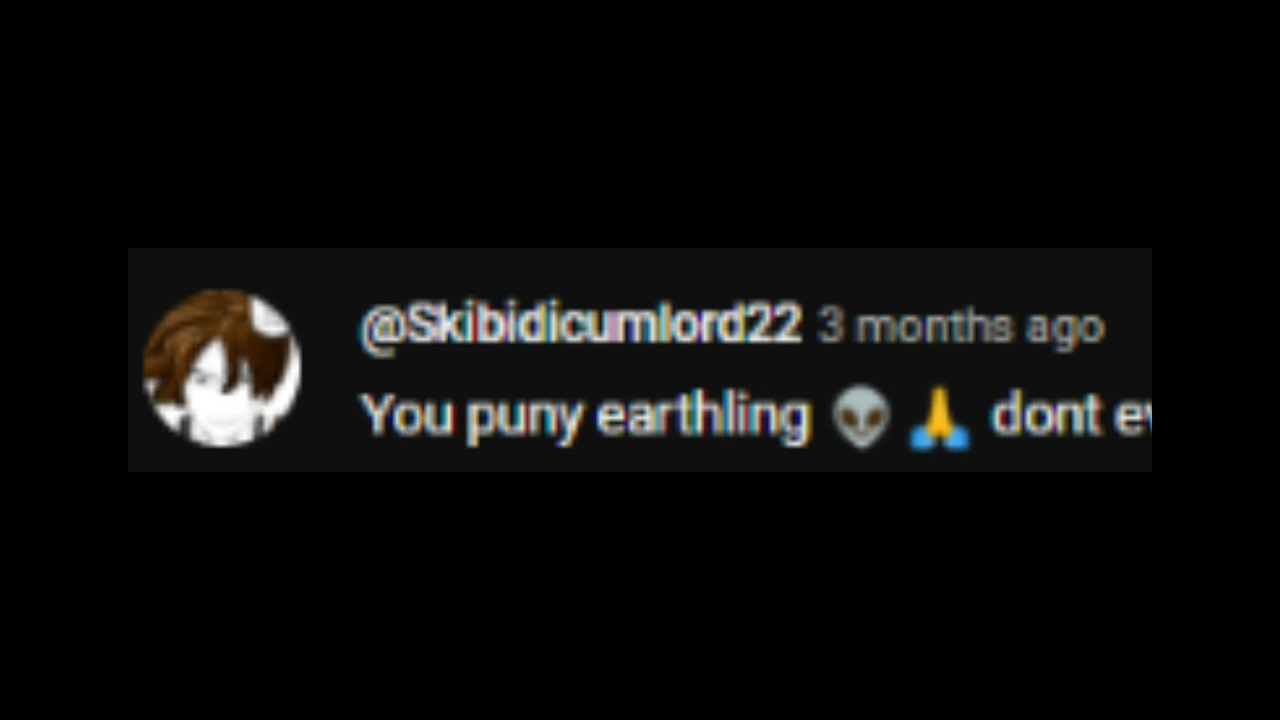 @Skibidicumlord22 3 months ago
You puny earthling 👽 🙏 dont